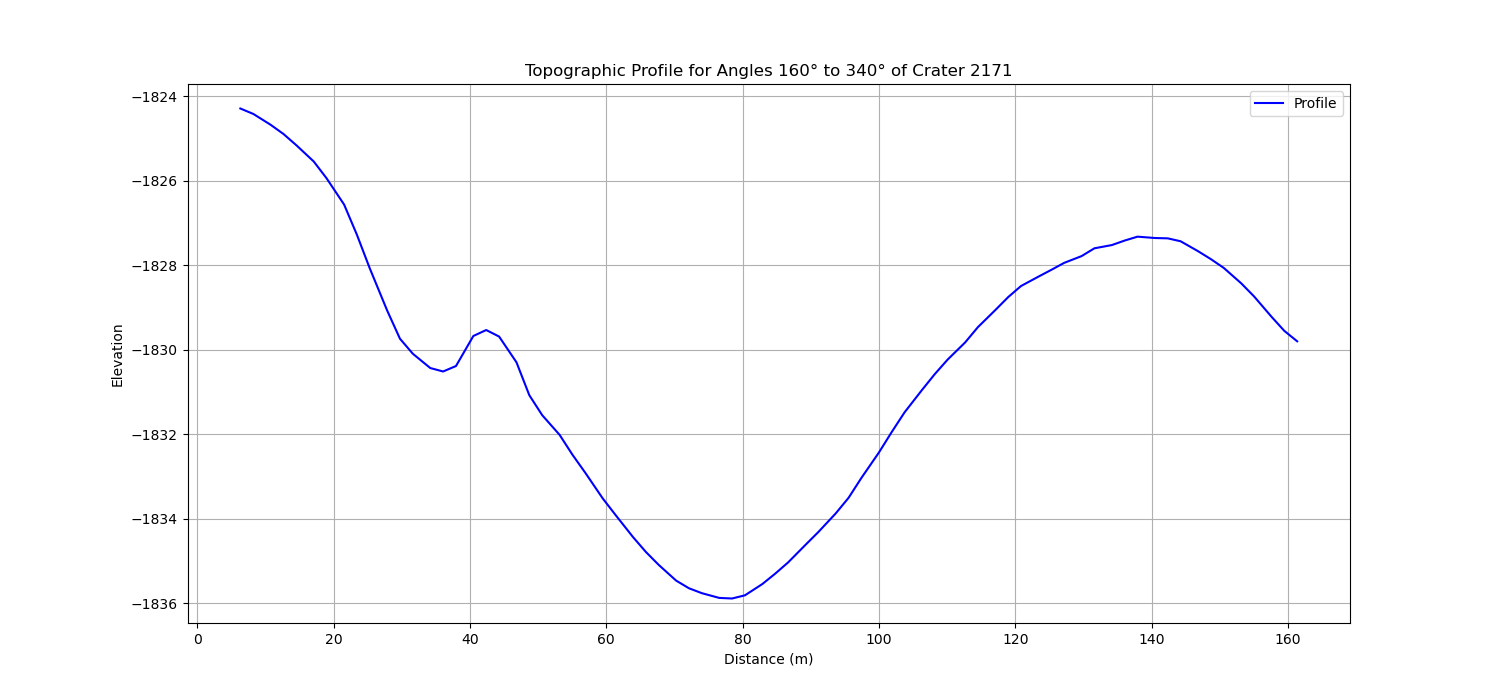 Topographic Profile for Angles 160° to 340° of Crater 2171
Profile
−1824
−1826
−1828
−1830
−1832
−1834
−1836
Elevation
0 20 40 60 80 100 120 140 160
Distance (m)